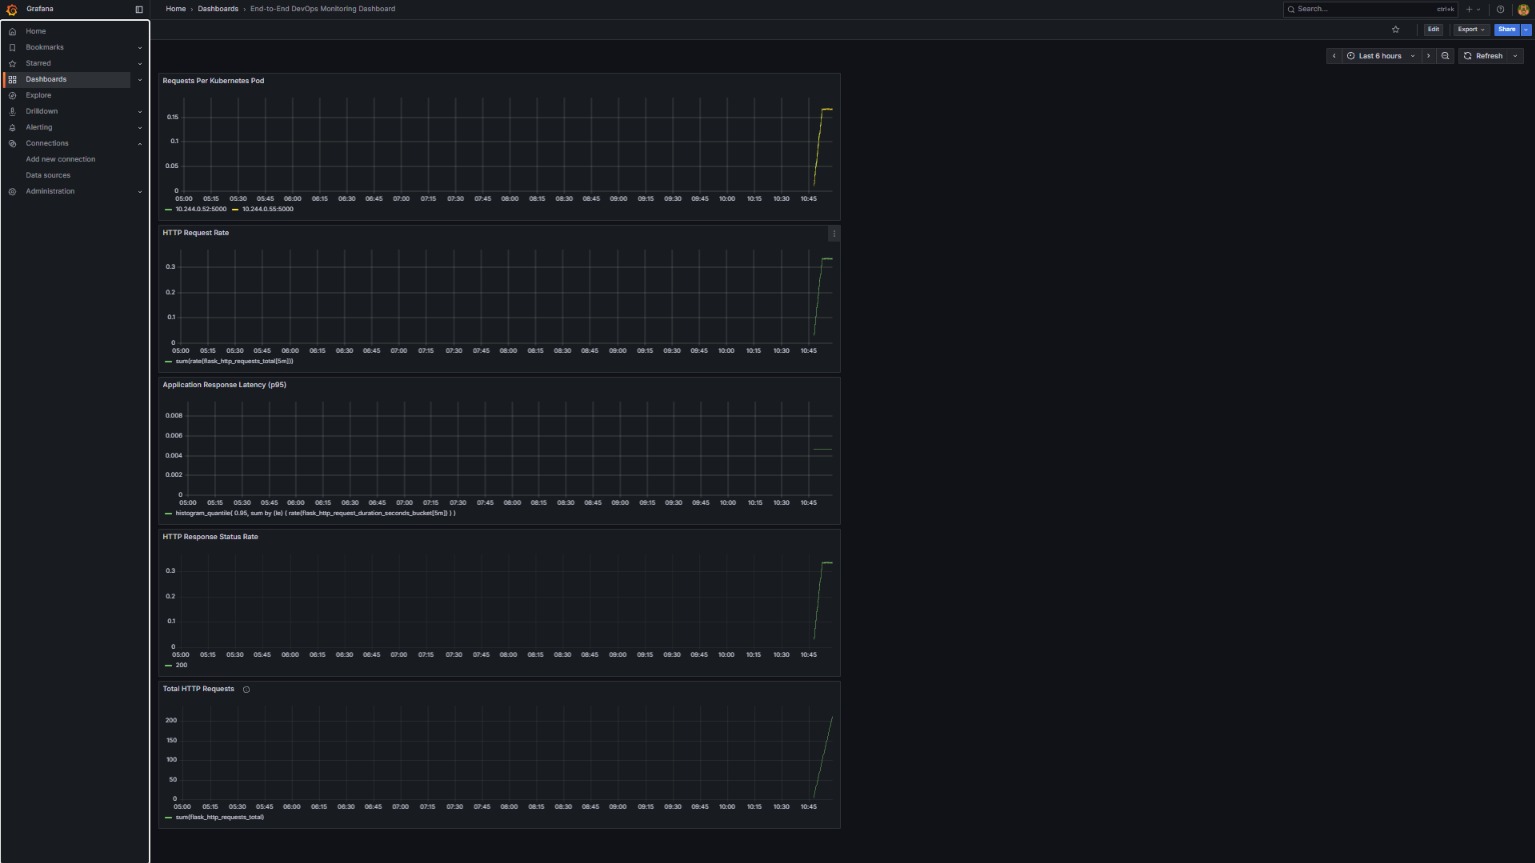 Grafana
Home › Dashboards › End-to-End DevOps Monitoring Dashboard
Search... ctrl+k
Edit Export Share
Home
Bookmarks
Starred
Dashboards
Explore
Drilldown
Alerting
Connections
Add new connection
Data sources
Administration
Last 6 hours Refresh
Requests Per Kubernetes Pod
0.15
0.1
0.05
0
05:00 05:15 05:30 05:45 06:00 06:15 06:30 06:45 07:00 07:15 07:30 07:45 08:00 08:15 08:30 08:45 09:00 09:15 09:30 09:45 10:00 10:15 10:30 10:45
10.244.0.52:5000 10.244.0.55:5000
HTTP Request Rate
0.3
0.2
0.1
0
05:00 05:15 05:30 05:45 06:00 06:15 06:30 06:45 07:00 07:15 07:30 07:45 08:00 08:15 08:30 08:45 09:00 09:15 09:30 09:45 10:00 10:15 10:30 10:45
sum(rate(flask_http_requests_total[5m]))
Application Response Latency (p95)
0.008
0.006
0.004
0.002
0
05:00 05:15 05:30 05:45 06:00 06:15 06:30 06:45 07:00 07:15 07:30 07:45 08:00 08:15 08:30 08:45 09:00 09:15 09:30 09:45 10:00 10:15 10:30 10:45
histogram_quantile( 0.95, sum by (le) ( rate(flask_http_request_duration_seconds_bucket[5m]) ) )
HTTP Response Status Rate
0.3
0.2
0.1
0
05:00 05:15 05:30 05:45 06:00 06:15 06:30 06:45 07:00 07:15 07:30 07:45 08:00 08:15 08:30 08:45 09:00 09:15 09:30 09:45 10:00 10:15 10:30 10:45
200
Total HTTP Requests
200
150
100
50
0
05:00 05:15 05:30 05:45 06:00 06:15 06:30 06:45 07:00 07:15 07:30 07:45 08:00 08:15 08:30 08:45 09:00 09:15 09:30 09:45 10:00 10:15 10:30 10:45
sum(flask_http_requests_total)